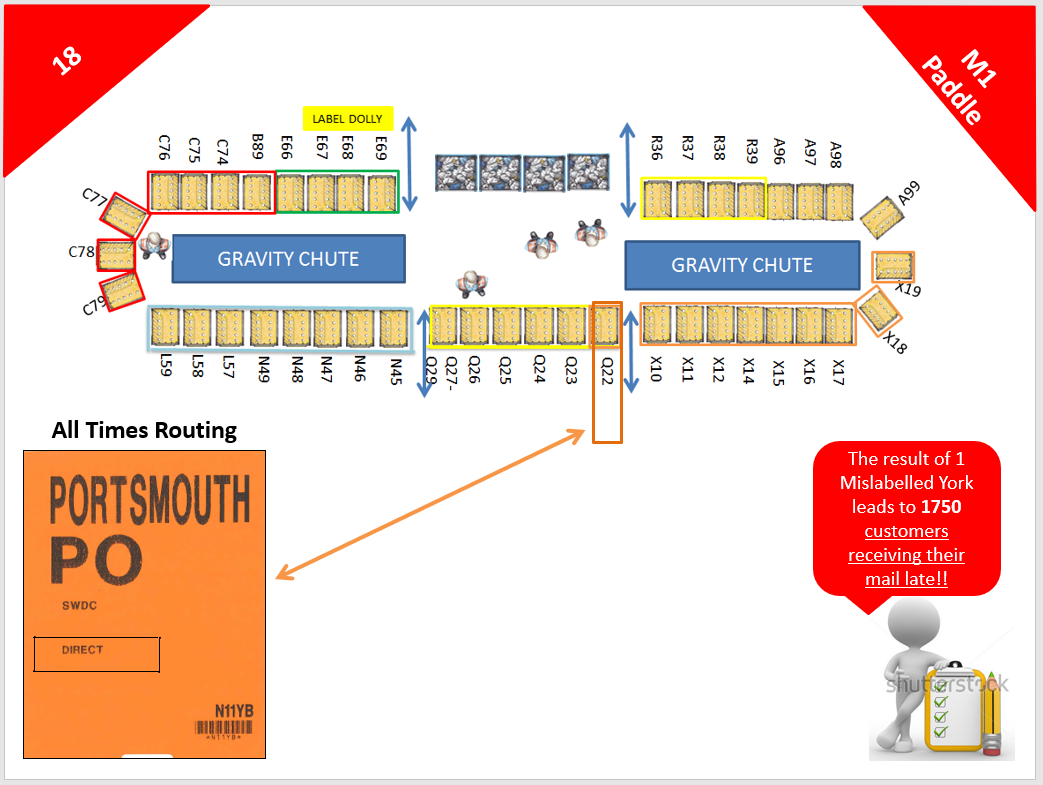 18
M1
Paddle
LABEL DOLLY
C76
C75
C74
B89
E66
E67
E68
E69
R36
R37
R38
R39
A96
A97
A98
C77
A99
C78
GRAVITY CHUTE
GRAVITY CHUTE
C79
X19
X18
L59
L58
L57
N49
N48
N47
N46
N45
Q29
Q27-
Q26
Q25
Q24
Q23
Q22
X10
X11
X12
X14
X15
X16
X17
All Times Routing
PORTSMOUTH
PO
SWDC
DIRECT
N11YB
*N11YB*
The result of 1
Mislabelled York
leads to 1750
customers
receiving their
mail late!!
shutterstock